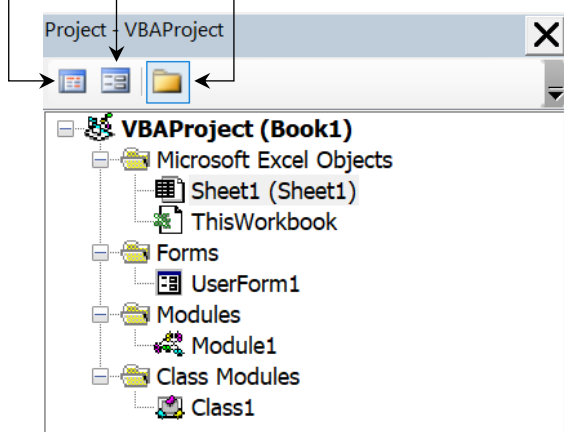 Project - VBAProject
VBAProject (Book1)
Microsoft Excel Objects
Sheet1 (Sheet1)
ThisWorkbook
Forms
UserForm1
Modules
Module1
Class Modules
Class1